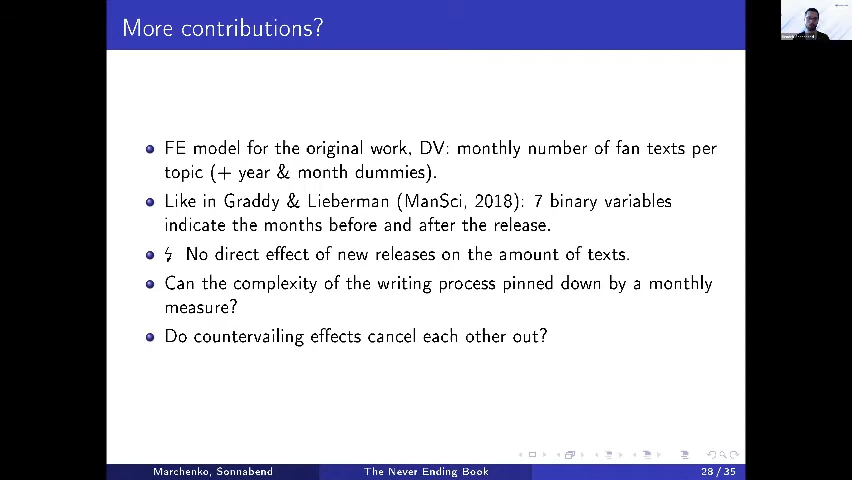 More contributions?
FE model for the original work, DV: monthly number of fan texts per
topic (+ year & month dummies).
Like in Graddy & Lieberman (ManSci, 2018): 7 binary variables
indicate the months before and after the release.
↯ No direct effect of new releases on the amount of texts.
Can the complexity of the writing process pinned down by a monthly
measure?
Do countervailing effects cancel each other out?
Marchenko, Sonnabend
The Never Ending Book
28 / 35